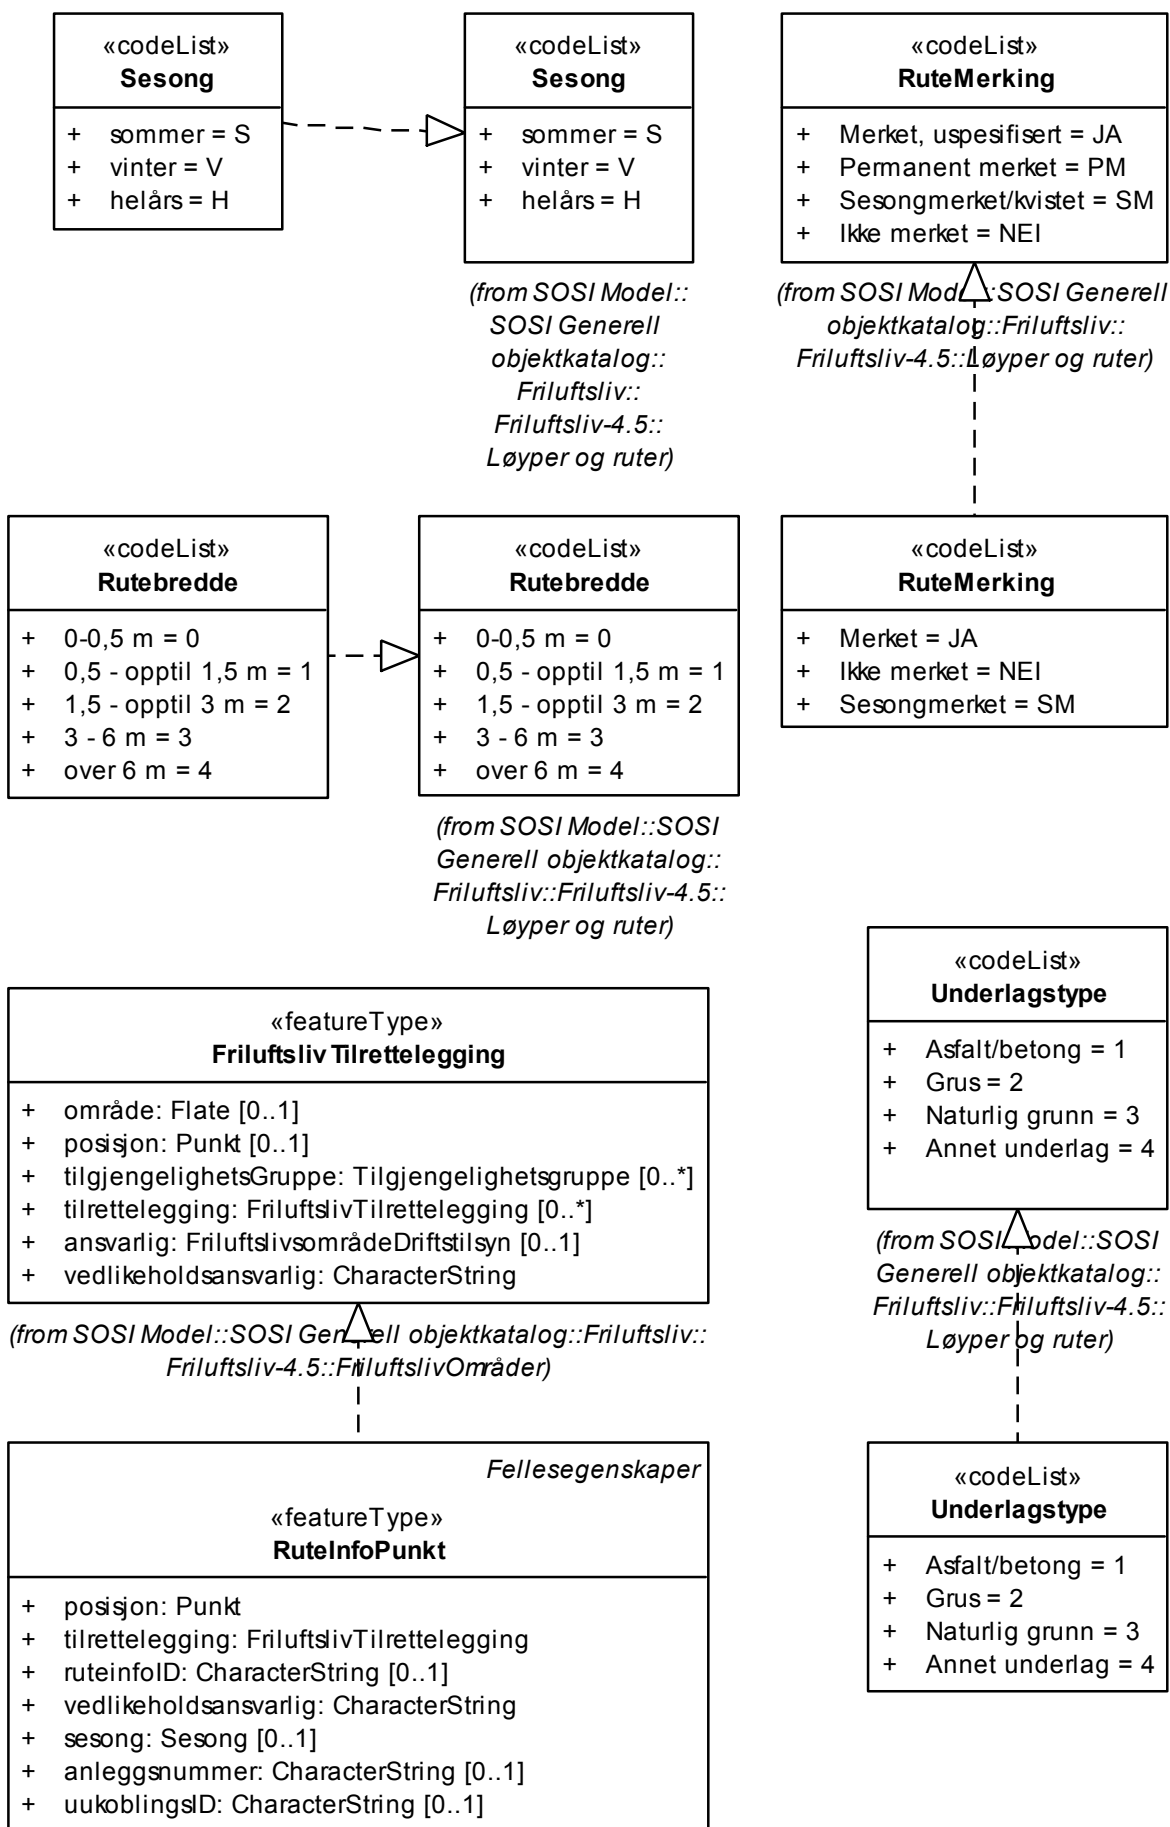 «codeList»
Sesong
+ sommer = S
+ vinter = V
+ helårs = H
«codeList»
Sesong
+ sommer = S
+ vinter = V
+ helårs = H
(from SOSI Model::
SOSI Generell
objektkatalog::
Friluftsliv::
Friluftsliv-4.5::
Løyper og ruter)
«codeList»
RuteMerking
+ Merket, uspesifisert = JA
+ Permanent merket = PM
+ Sesongmerket/kvistet = SM
+ Ikke merket = NEI
(from SOSI Model::SOSI Generell
objektkatalog::Friluftsliv::
Friluftsliv-4.5::Løyper og ruter)
«codeList»
Rutebredde
+ 0-0,5 m = 0
+ 0,5 - opptil 1,5 m = 1
+ 1,5 - opptil 3 m = 2
+ 3 - 6 m = 3
+ over 6 m = 4
«codeList»
Rutebredde
+ 0-0,5 m = 0
+ 0,5 - opptil 1,5 m = 1
+ 1,5 - opptil 3 m = 2
+ 3 - 6 m = 3
+ over 6 m = 4
(from SOSI Model::SOSI
Generell objektkatalog::
Friluftsliv::Friluftsliv-4.5::
Løyper og ruter)
«codeList»
RuteMerking
+ Merket = JA
+ Ikke merket = NEI
+ Sesongmerket = SM
«featureType»
FriluftslivTilrettelegging
+ område: Flate [0..1]
+ posisjon: Punkt [0..1]
+ tilgjengelighetsGruppe: Tilgjengelighetsgruppe [0..*]
+ tilrettelegging: FriluftslivTilrettelegging [0..*]
+ ansvarlig: FriluftslivsområdeDriftstilsyn [0..1]
+ vedlikeholdsansvarlig: CharacterString
(from SOSI Model::SOSI Generell objektkatalog::Friluftsliv::
Friluftsliv-4.5::FriluftslivOmråder)
«codeList»
Underlagstype
+ Asfalt/betong = 1
+ Grus = 2
+ Naturlig grunn = 3
+ Annet underlag = 4
(from SOSI Model::SOSI
Generell objektkatalog::
Friluftsliv::Friluftsliv-4.5::
Løyper og ruter)
Fellesegenskaper
«featureType»
RuteInfoPunkt
+ posisjon: Punkt
+ tilrettelegging: FriluftslivTilrettelegging
+ ruteinfoID: CharacterString [0..1]
+ vedlikeholdsansvarlig: CharacterString
+ sesong: Sesong [0..1]
+ anleggsnummer: CharacterString [0..1]
+ uukoblingsID: CharacterString [0..1]
«codeList»
Underlagstype
+ Asfalt/betong = 1
+ Grus = 2
+ Naturlig grunn = 3
+ Annet underlag = 4